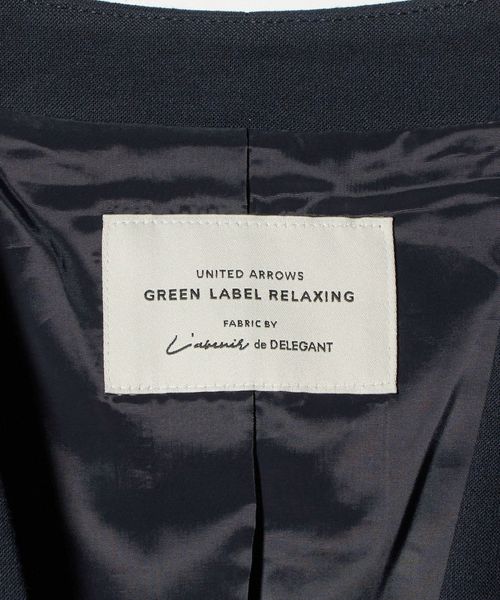 UNITED ARROWS
GREEN LABEL RELAXING
FABRIC BY
L'avenir de DELEGANT